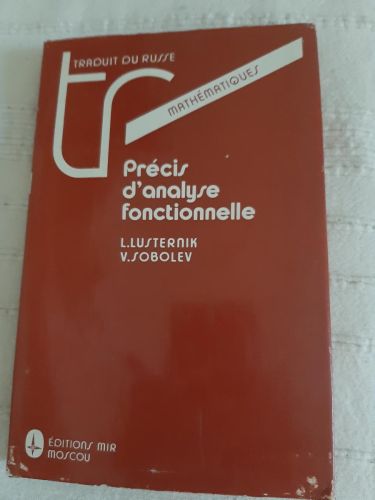 TRADUIT DU RUSSE
tr
MATHÉMATIQUES
Précis
d'analyse
fonctionnelle
L.LUSTERNIK
V.SOBOLEV
ÉDITIONS MIR
MOSCOU